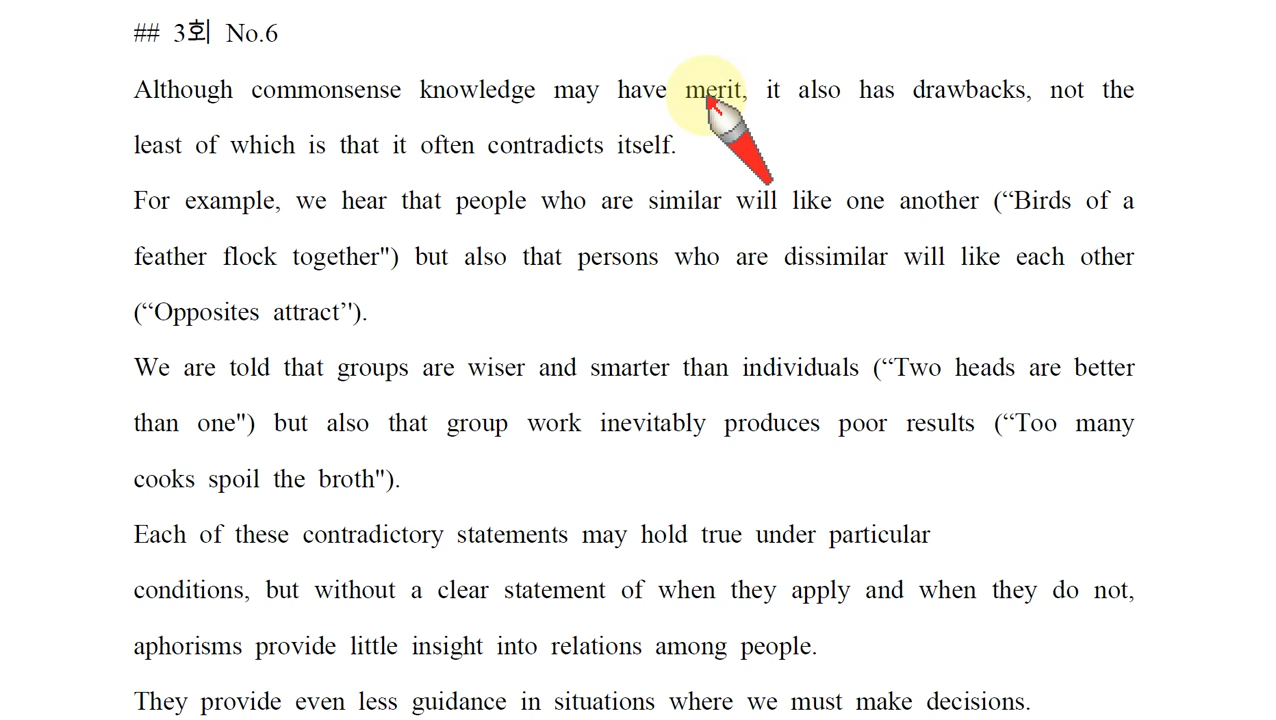 ## 3회 No.6
Although commonsense knowledge may have merit, it also has drawbacks, not the
least of which is that it often contradicts itself.
For example, we hear that people who are similar will like one another (“Birds of a
feather flock together") but also that persons who are dissimilar will like each other
(“Opposites attract’').
We are told that groups are wiser and smarter than individuals (“Two heads are better
than one") but also that group work inevitably produces poor results (“Too many
cooks spoil the broth").
Each of these contradictory statements may hold true under particular
conditions, but without a clear statement of when they apply and when they do not,
aphorisms provide little insight into relations among people.
They provide even less guidance in situations where we must make decisions.